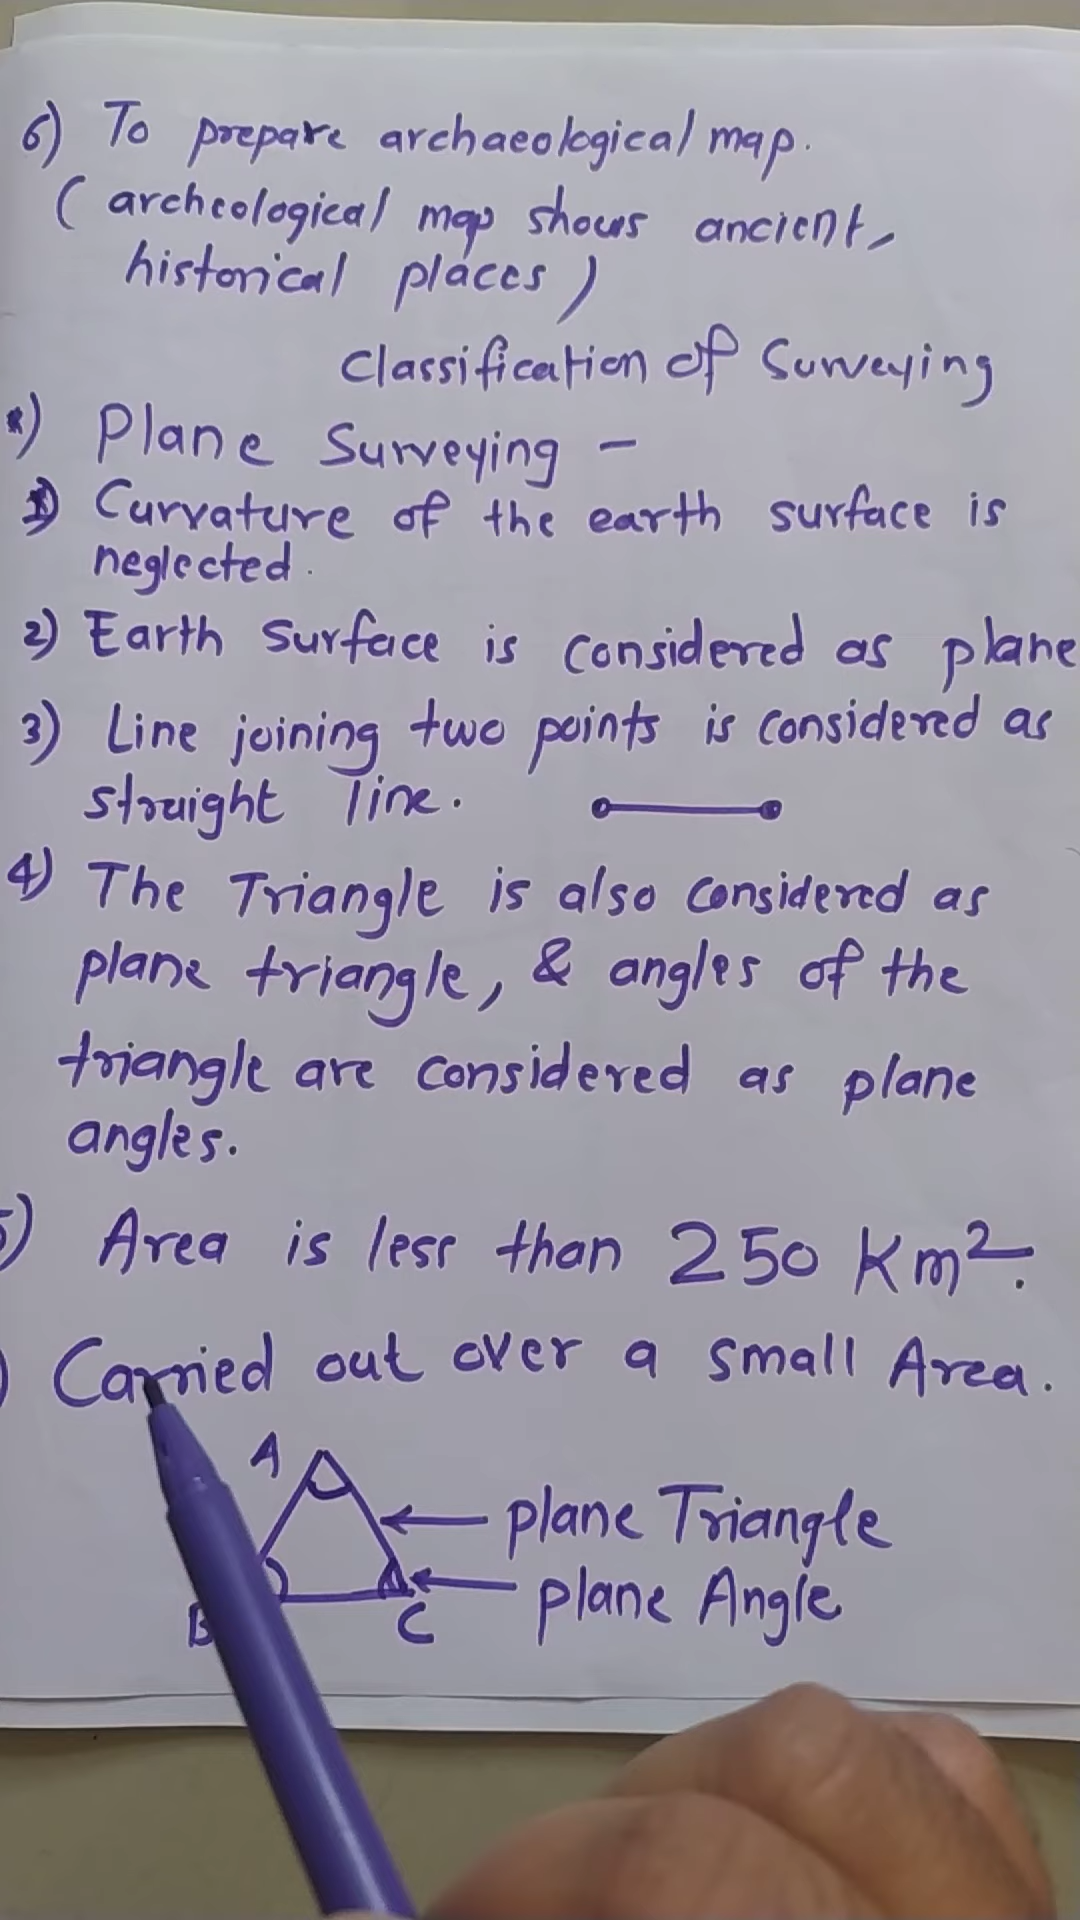 6) To prepare archaeological map.
( archeological map shows ancient,
historical places )
Classification of Surveying
) Plane Surveying -
1) Curvature of the earth surface is
neglected.
2) Earth surface is considered as plane
3) Line joining two points is considered as
straight line.
4) The Triangle is also considered as
plane triangle, & angles of the
triangle are considered as plane
angles.
5) Area is less than 250 Km².
) Carried out over a small Area.
A
plane Triangle
plane Angle
B
C